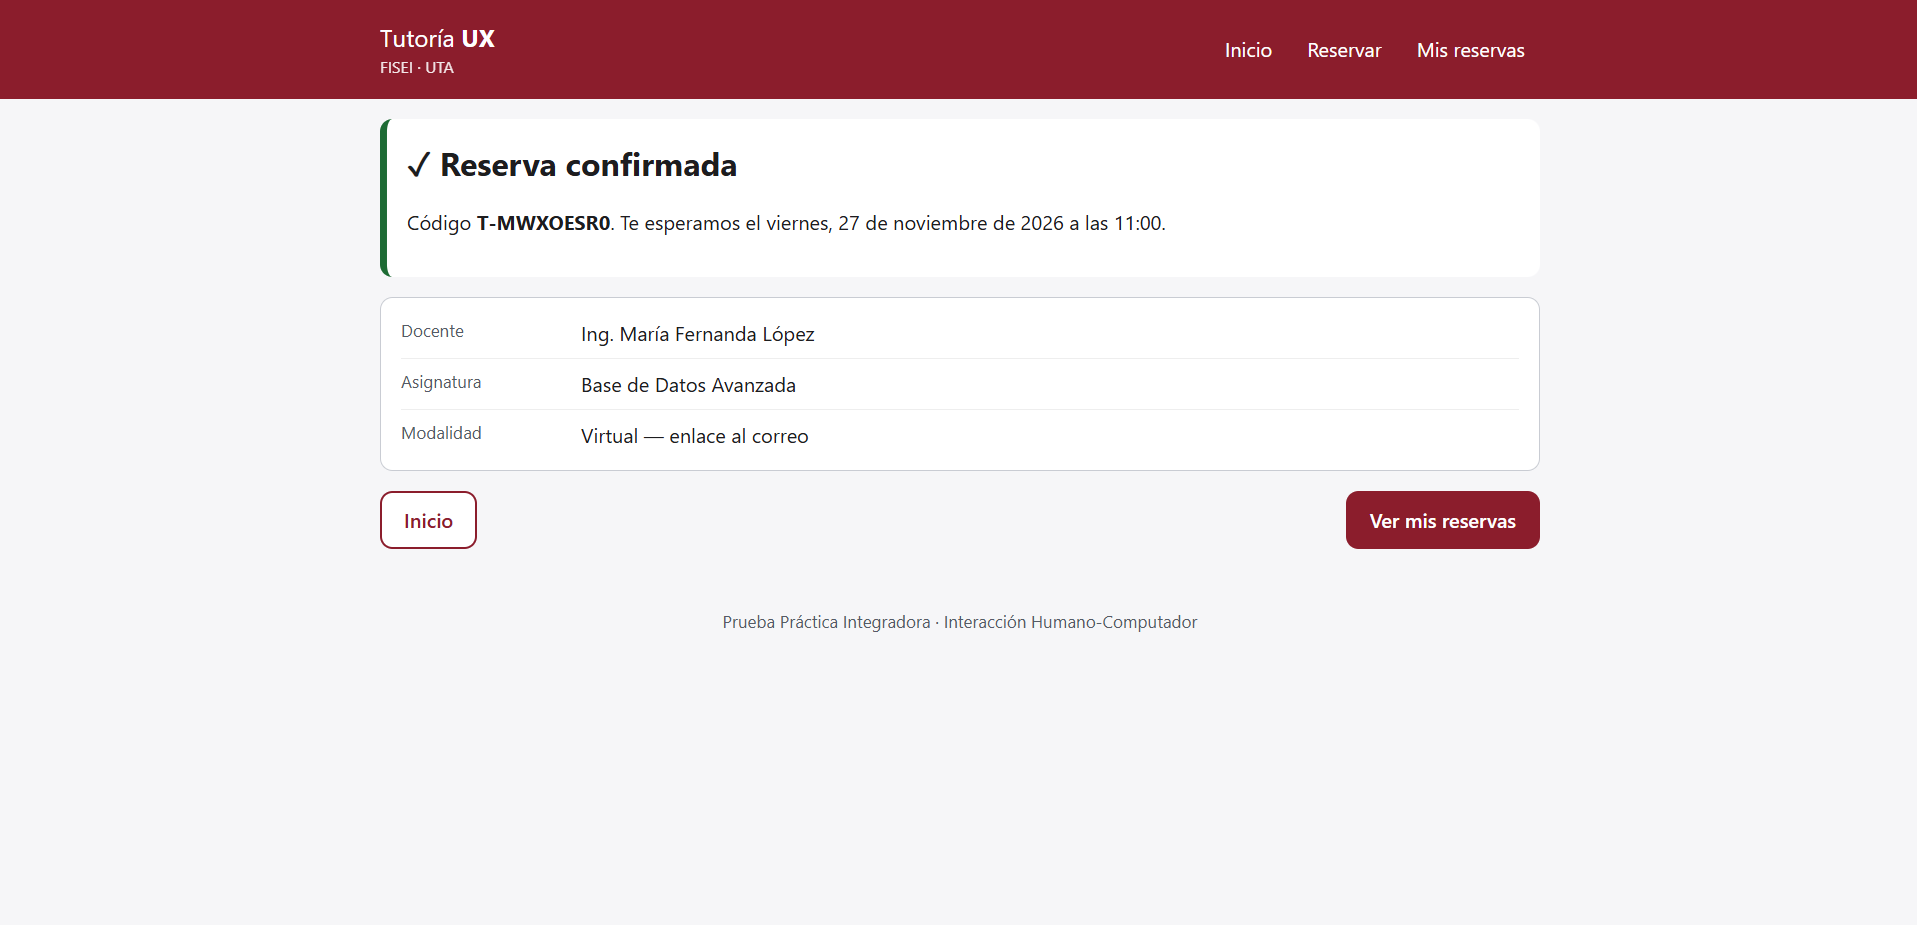 Tutoría UX
FISEI · UTA
Inicio
Reservar
Mis reservas
✓ Reserva confirmada
Código T-MWXOESR0. Te esperamos el viernes, 27 de noviembre de 2026 a las 11:00.
Docente
Ing. María Fernanda López
Asignatura
Base de Datos Avanzada
Modalidad
Virtual — enlace al correo
Inicio
Ver mis reservas
Prueba Práctica Integradora · Interacción Humano-Computador